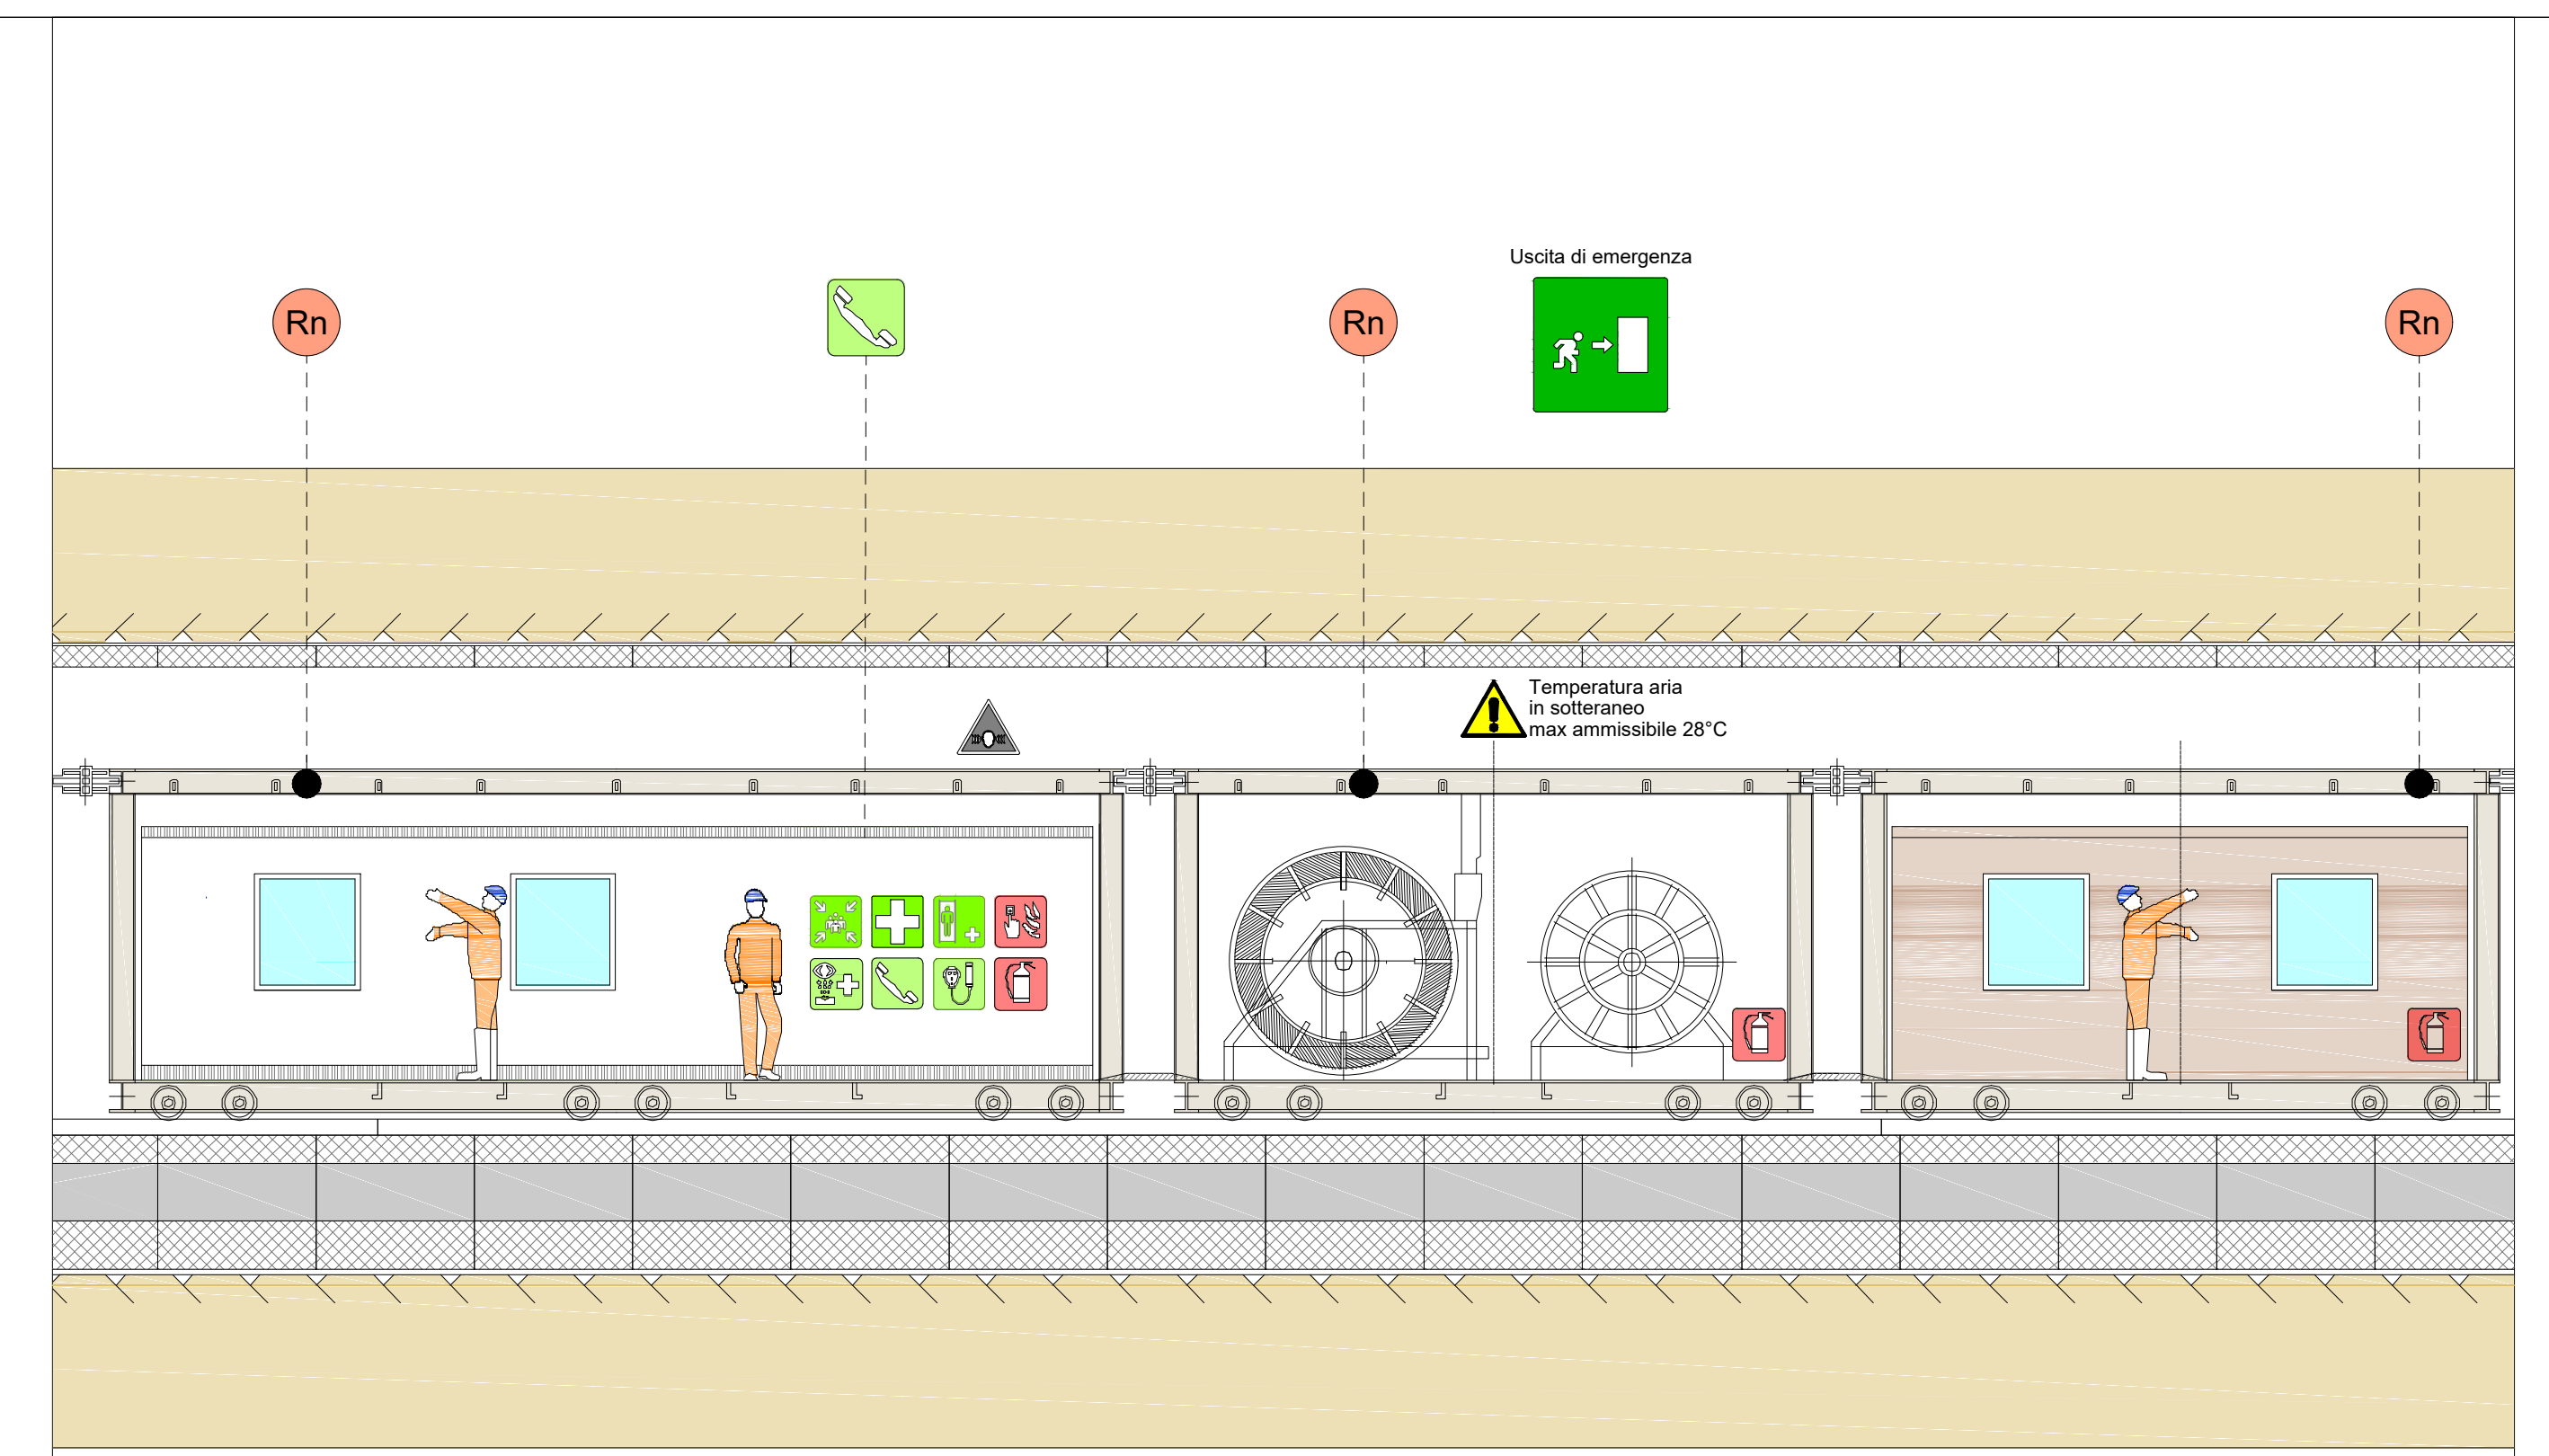 Uscita di emergenza
Rn
Rn
Rn
Temperatura aria
in sotteraneo
max ammissibile 28°C